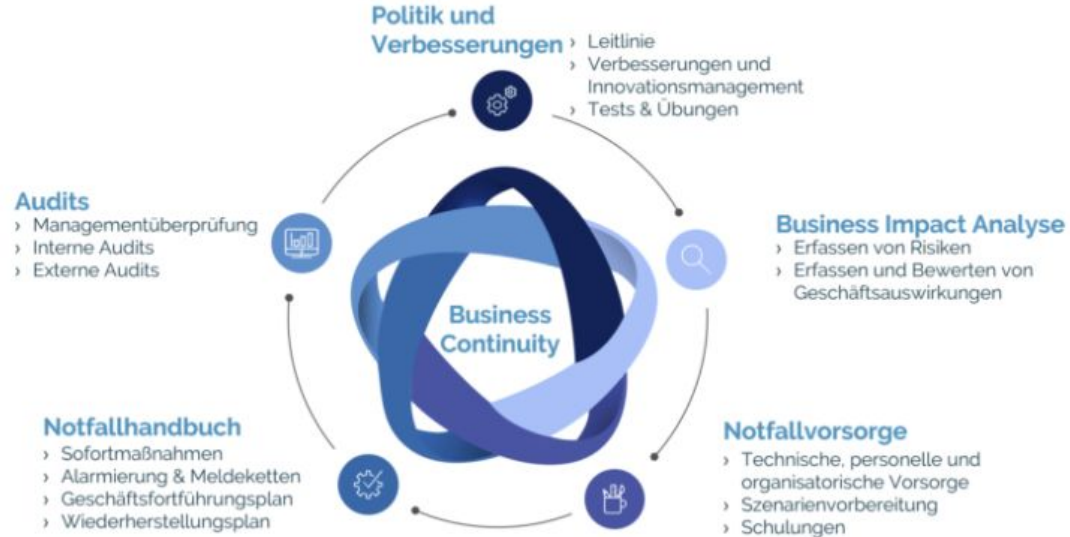 Politik und
Verbesserungen
› Leitlinie
› Verbesserungen und
Innovationsmanagement
› Tests & Übungen
Business Impact Analyse
› Erfassen von Risiken
› Erfassen und Bewerten von
Geschäftsauswirkungen
Notfallvorsorge
› Technische, personelle und
organisatorische Vorsorge
› Szenarienvorbereitung
› Schulungen
Notfallhandbuch
› Sofortmaßnahmen
› Alarmierung & Meldeketten
› Geschäftsfortführungsplan
› Wiederherstellungsplan
Audits
› Managementüberprüfung
› Interne Audits
› Externe Audits
Business
Continuity